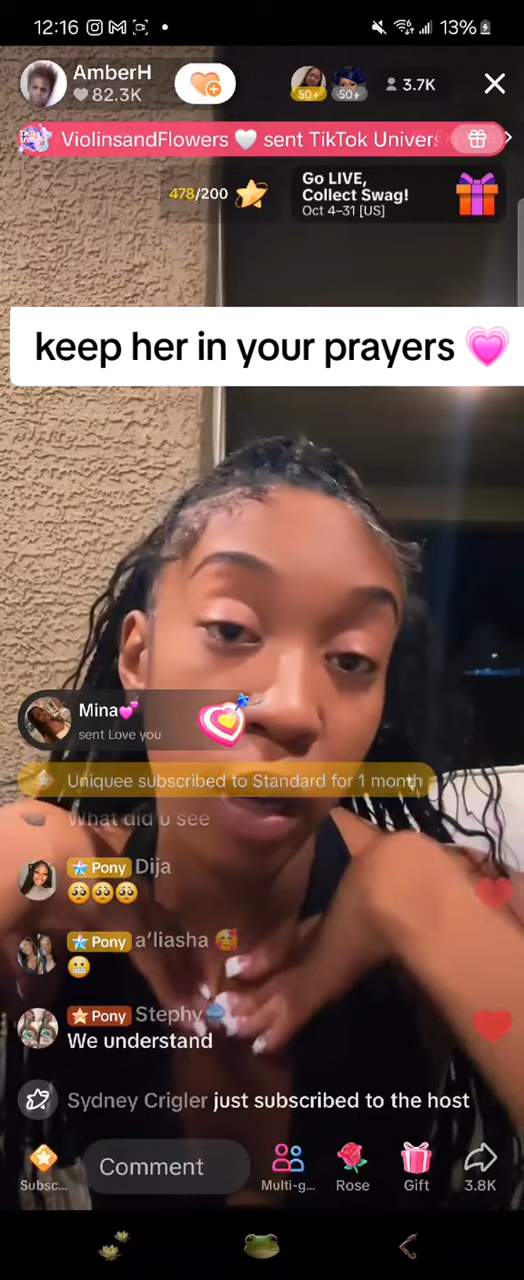 12:16
13%
AmberH
82.3K
50+
50+
3.7K
ViolinsandFlowers 🤍 sent TikTok Univer
478/200
Go LIVE,
Collect Swag!
Oct 4–31 [US]
keep her in your prayers 💗
Mina💕
sent Love you
Uniquee subscribed to Standard for 1 month
What did u see
Pony Dija
🥺🥺🥺
Pony a'liasha 🥰
😬
Pony Stephy
We understand
Sydney Crigler just subscribed to the host
Subsc...
Comment
Multi-g...
Rose
Gift
3.8K